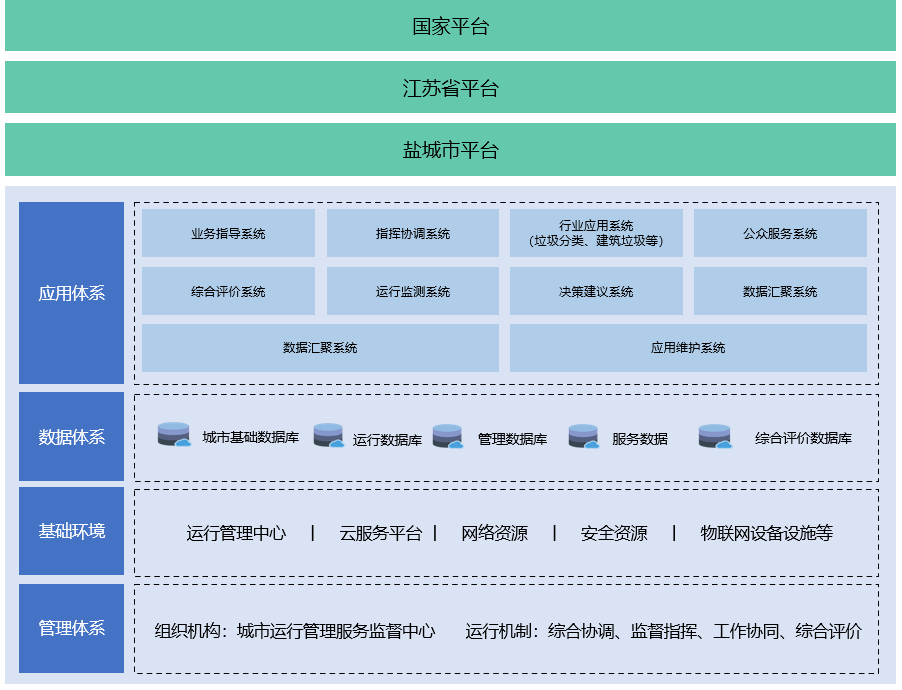 国家平台
江苏省平台
盐城市平台
应用体系
业务指导系统
指挥协调系统
行业应用系统
(垃圾分类、建筑垃圾等)
公众服务系统
综合评价系统
运行监测系统
决策建议系统
数据汇聚系统
数据汇聚系统
应用维护系统
数据体系
城市基础数据库
运行数据库
管理数据库
服务数据
综合评价数据库
基础环境
运行管理中心 | 云服务平台 | 网络资源 | 安全资源 | 物联网设备设施等
管理体系
组织机构：城市运行管理服务监督中心 运行机制：综合协调、监督指挥、工作协同、综合评价